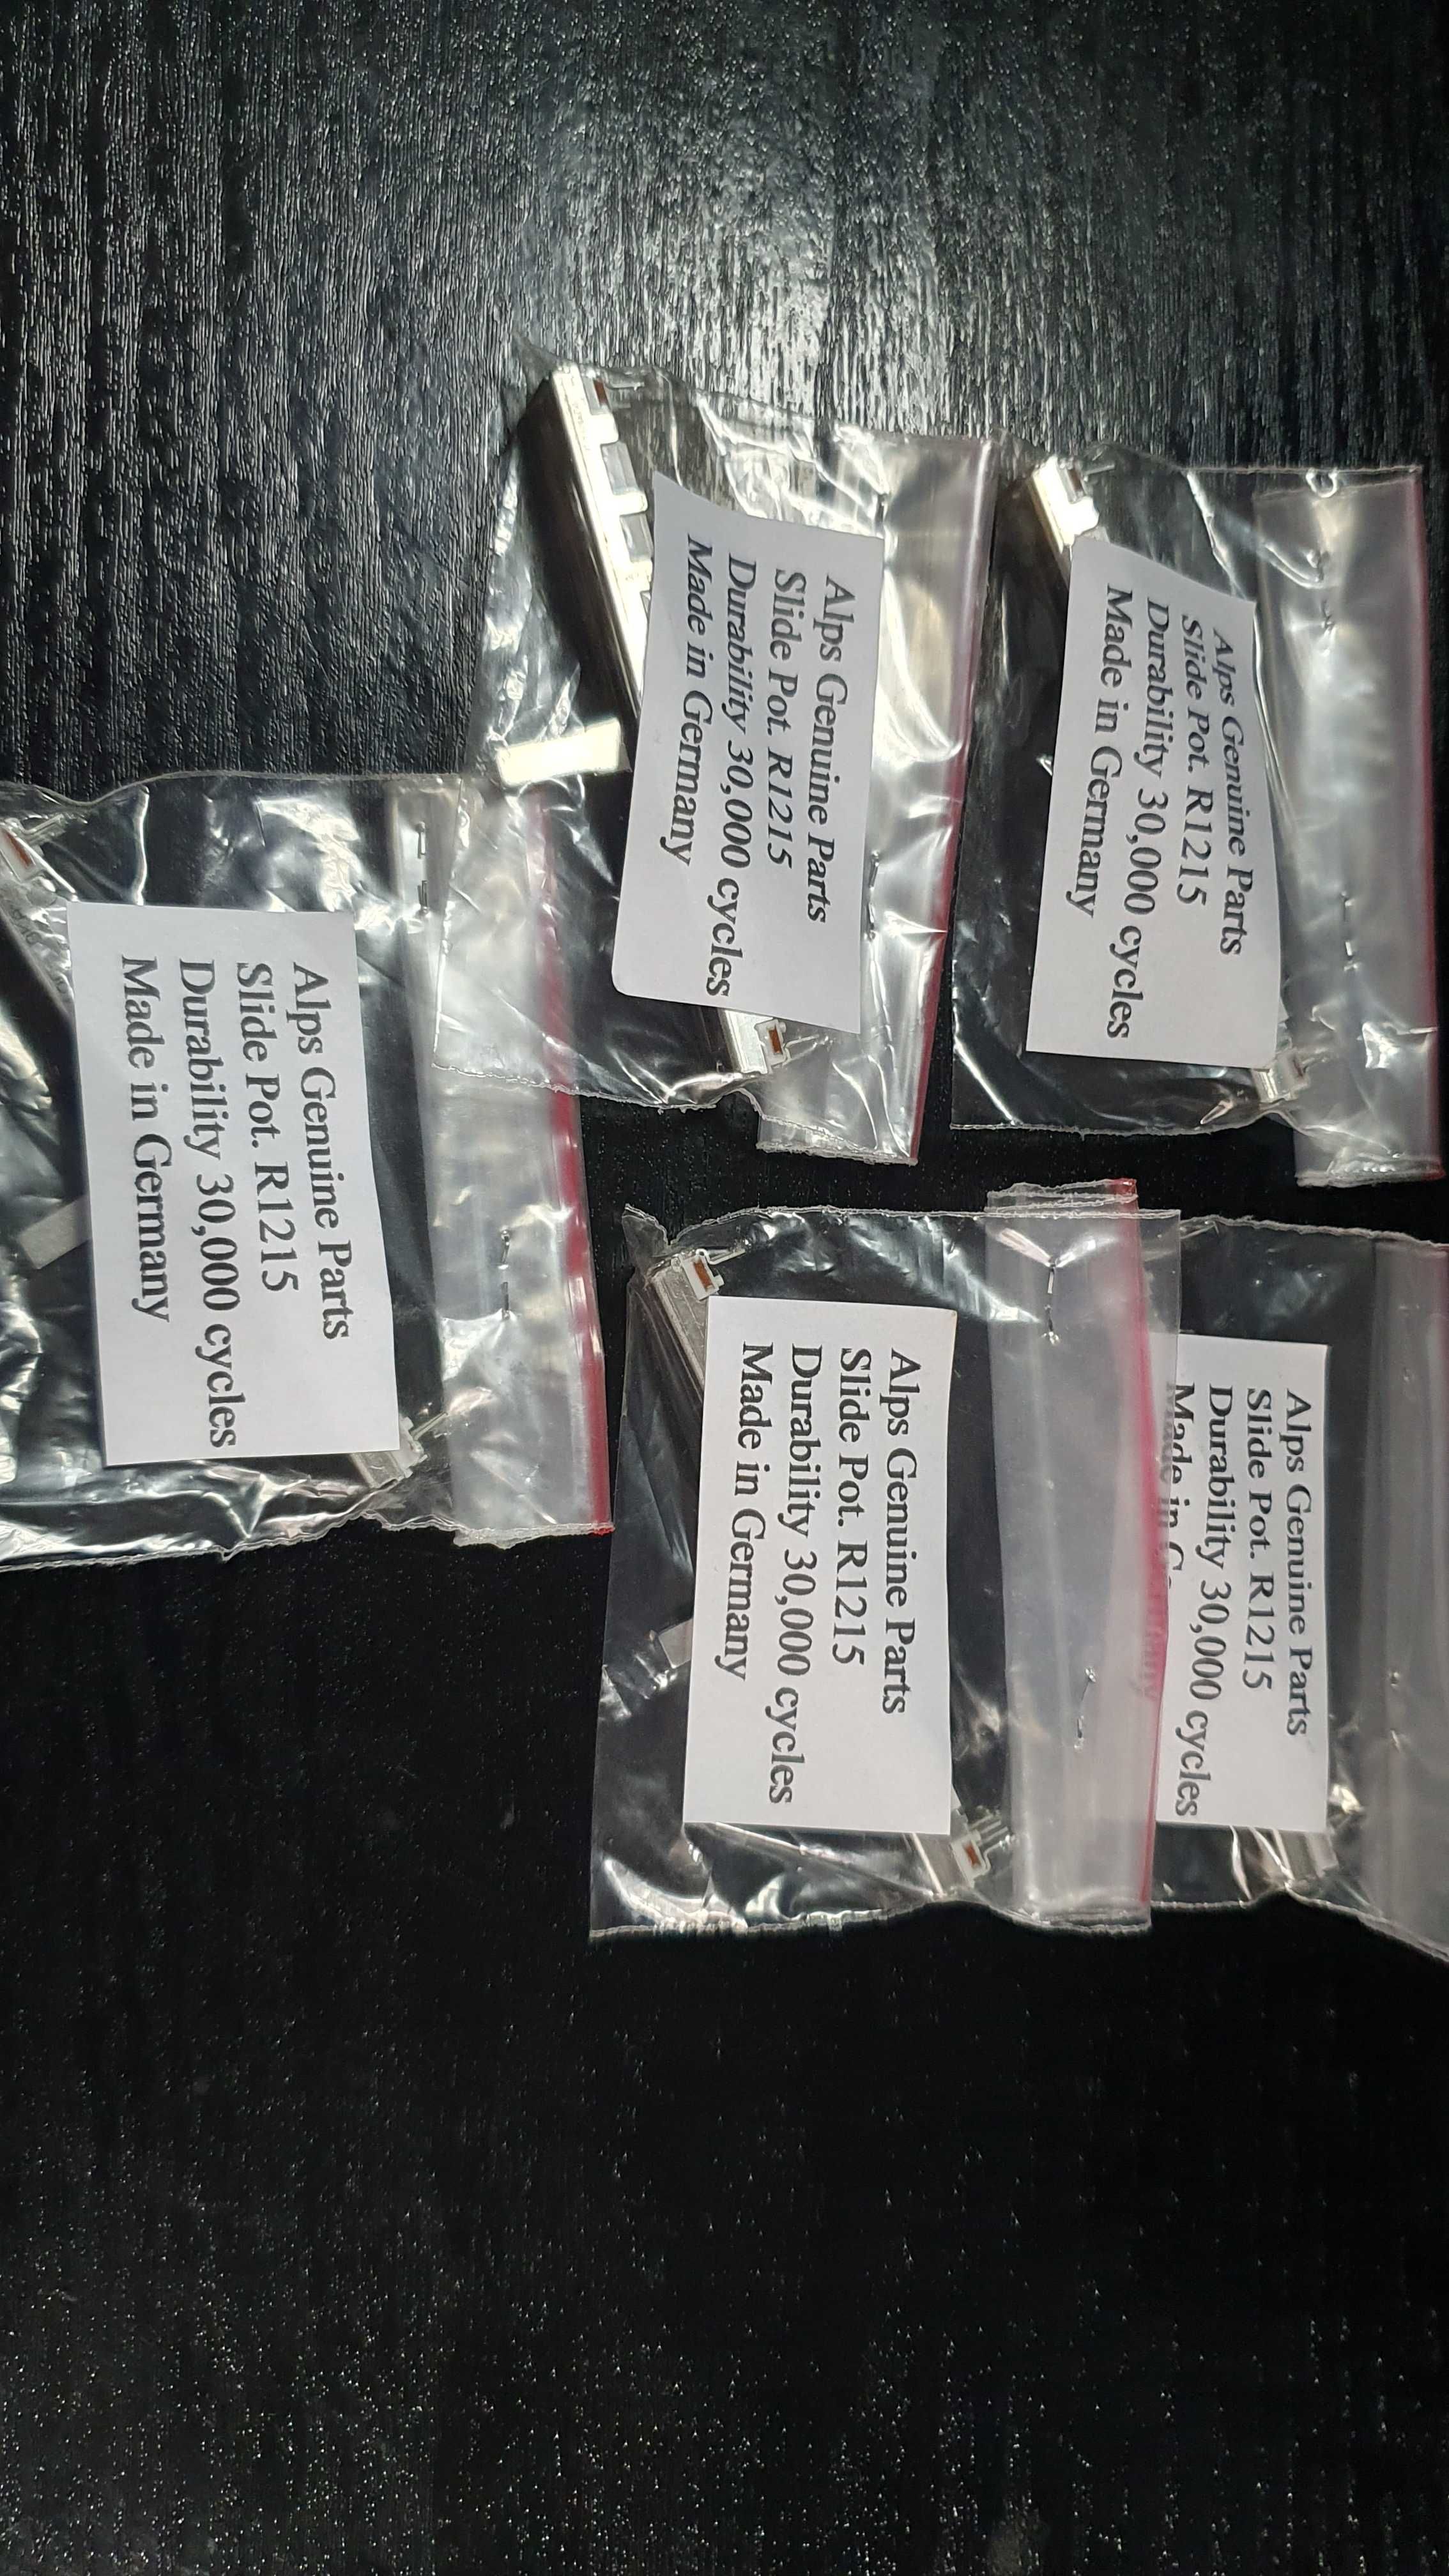 Alps Genuine Parts
Slide Pot. R1215
Durability 30,000 cycles
Made in Germany
Alps Genuine Parts
Slide Pot. R1215
Durability 30,000 cycles
Made in Germany
Alps Genuine Parts
Slide Pot. R1215
Durability 30,000 cycles
Made in
Alps Genuine Parts
Slide Pot. R1215
Durability 30,000 cycles
Made in Germany
Alps Genuine Parts
Slide Pot. R1215
Durability 30,000 cycles
Made in Germany